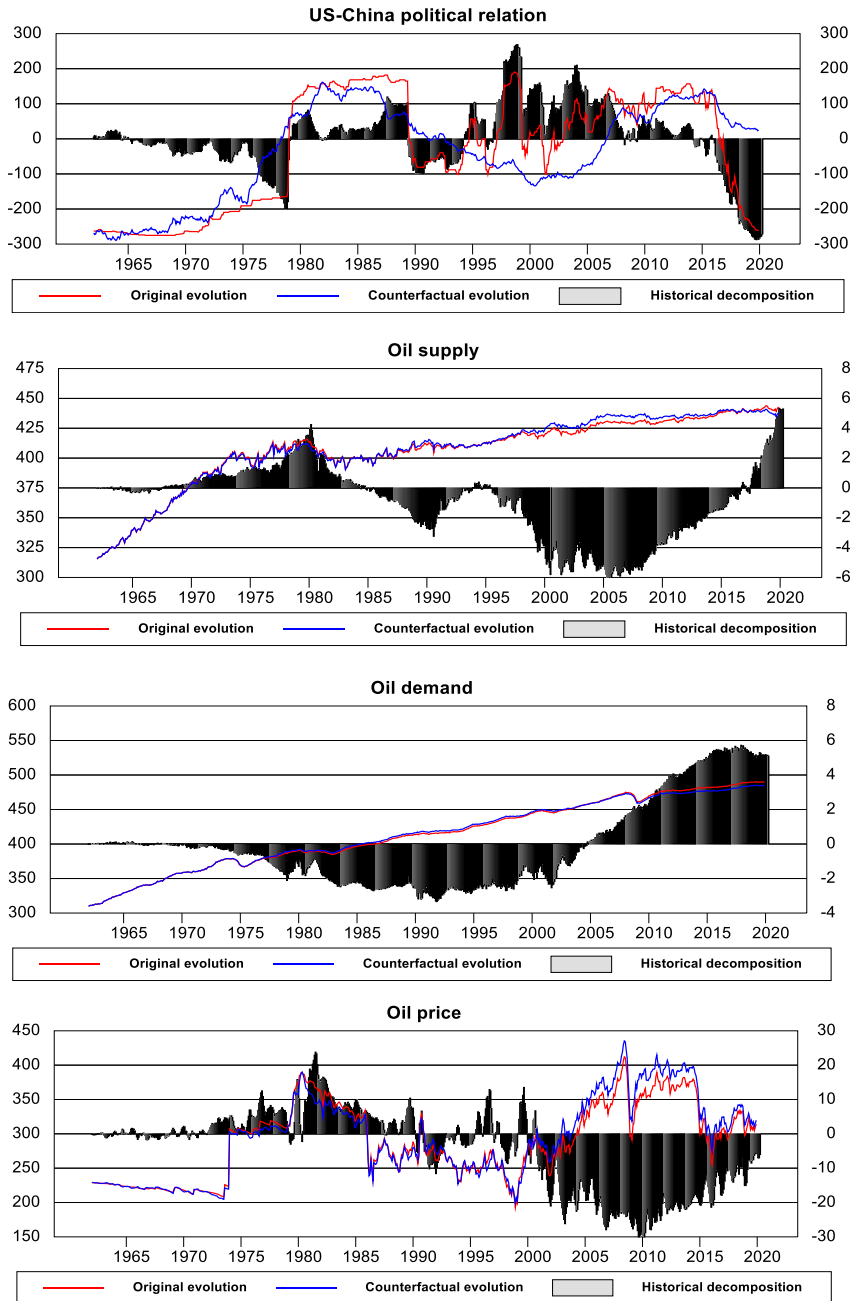 US-China political relation
300 300
200 200
100 100
0 0
-100 -100
-200 -200
-300 -300
1965 1970 1975 1980 1985 1990 1995 2000 2005 2010 2015 2020
Original evolution Counterfactual evolution Historical decomposition
Oil supply
475 8
450 6
425 4
400 2
375 0
350 -2
325 -4
300 -6
1965 1970 1975 1980 1985 1990 1995 2000 2005 2010 2015 2020
Original evolution Counterfactual evolution Historical decomposition
Oil demand
600 8
550 6
500 4
450 2
400 0
350 -2
300 -4
1965 1970 1975 1980 1985 1990 1995 2000 2005 2010 2015 2020
Original evolution Counterfactual evolution Historical decomposition
Oil price
450 30
400 20
350 10
300 0
250 -10
200 -20
150 -30
1965 1970 1975 1980 1985 1990 1995 2000 2005 2010 2015 2020
Original evolution Counterfactual evolution Historical decomposition